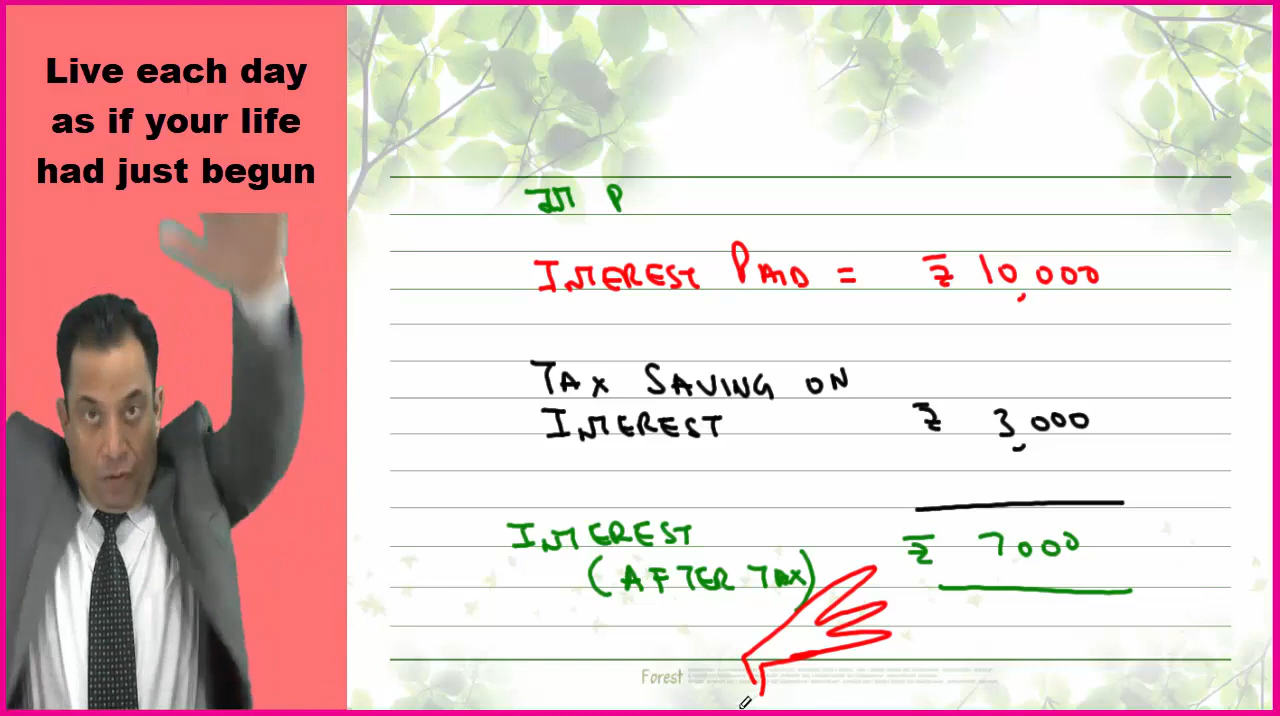 Live each day
as if your life
had just begun
IN P
INTEREST PAID = ₹ 10,000
TAX SAVING ON
INTEREST ₹ 3,000
INTEREST ₹ 7000
(AFTER TAX)
Forest